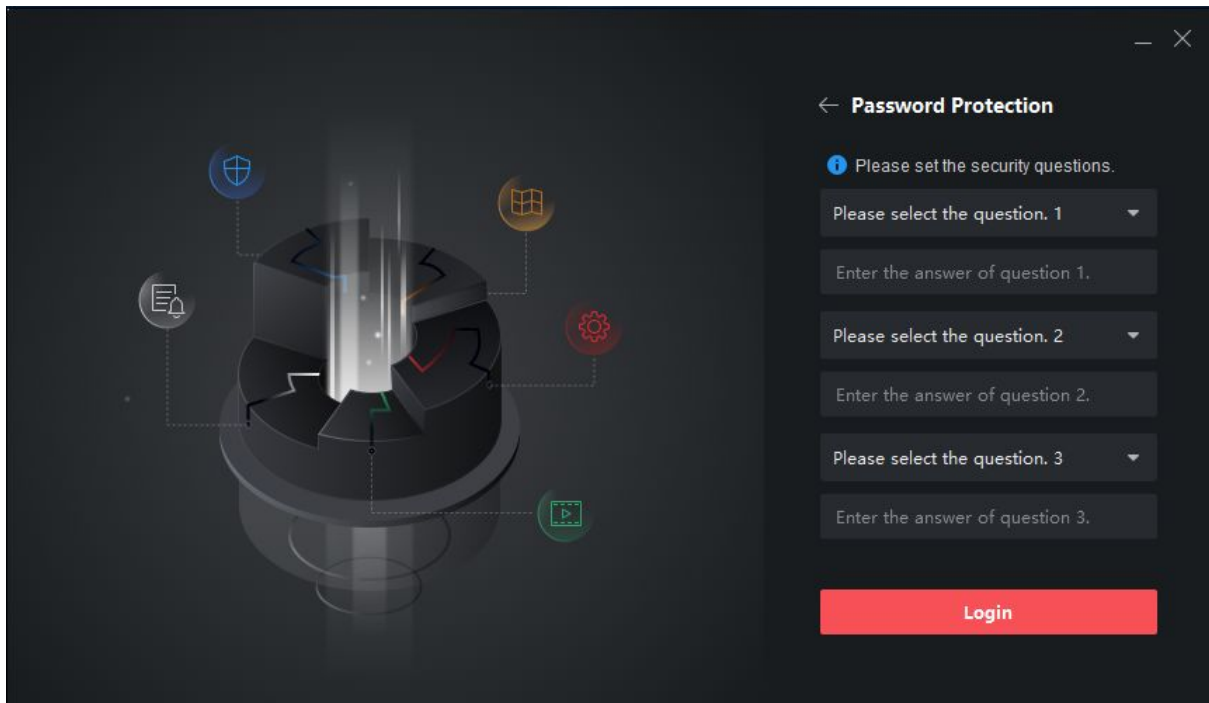 Password Protection
Please set the security questions.
Please select the question. 1
Enter the answer of question 1.
Please select the question. 2
Enter the answer of question 2.
Please select the question. 3
Enter the answer of question 3.
Login